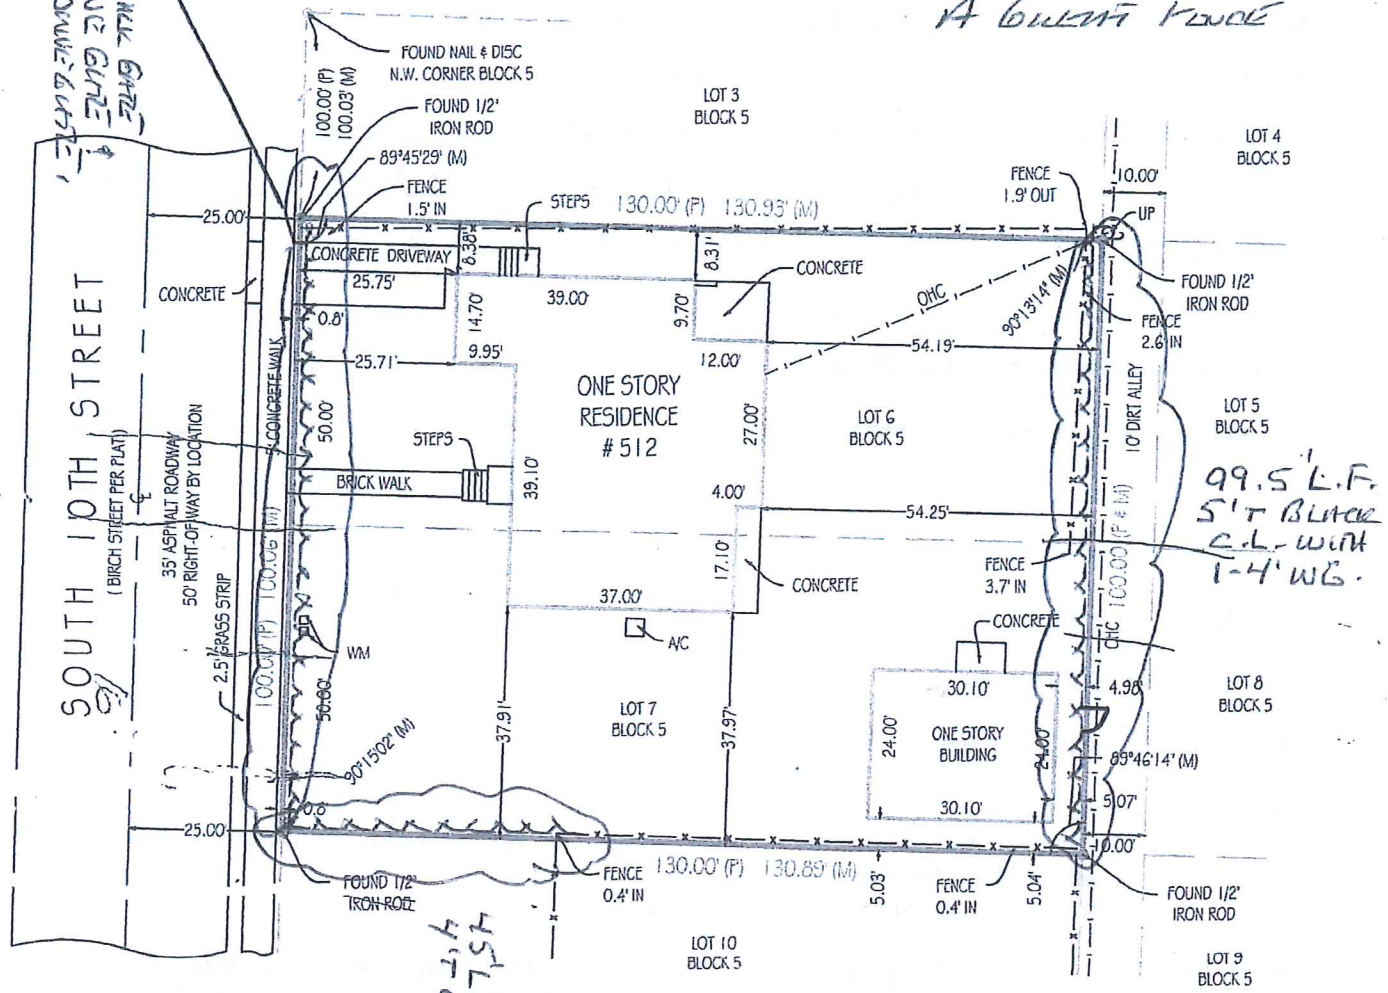 A GREAT FENCE
GATE
FOUND NAIL & DISC
N.W. CORNER BLOCK 5
100.00' (P)
100.03' (M)
FOUND 1/2"
IRON ROD
89°45'29" (M)
FENCE
1.5' IN
LOT 3
BLOCK 5
LOT 4
BLOCK 5
FENCE
1.9' OUT
10.00'
UP
25.00'
STEPS
130.00' (P) 130.93' (M)
CONCRETE DRIVEWAY
8.38'
8.31'
25.75'
CONCRETE
CONCRETE
OHC
90°13'14" (M)
FOUND 1/2"
IRON ROD
FENCE
2.6' IN
0.8'
14.70'
39.00'
9.70'
54.19'
25.71'
9.95'
12.00'
ONE STORY
RESIDENCE
# 512
27.00'
LOT 6
BLOCK 5
10' DIRT ALLEY
LOT 5
BLOCK 5
SOUTH 10TH STREET
( BIRCH STREET PER PLAT )
35' ASPHALT ROADWAY
50' RIGHT-OF-WAY BY LOCATION
5' CONCRETE WALK
50.00'
STEPS
BRICK WALK
39.10'
4.00'
54.25'
99.5' L.F.
5'T BLACK
C.L. WITH
1-4' WG.
17.10'
FENCE
3.7' IN
OHC
100.00 (P & M)
CONCRETE
CONCRETE
2.5' GRASS STRIP
100.00' (P) 100.06' (M)
WM
37.00'
A/C
50.00'
90°15'02" (M)
37.91'
LOT 7
BLOCK 5
37.97'
30.10'
24.00'
ONE STORY
BUILDING
24.00'
4.98'
LOT 8
BLOCK 5
89°46'14" (M)
30.10'
5.07'
25.00'
0.8'
10.00'
FOUND 1/2"
IRON ROD
FENCE
0.4' IN
130.00' (P) 130.89' (M)
5.03'
FENCE
0.4' IN
5.04'
FOUND 1/2"
IRON ROD
45' L
4'T
LOT 10
BLOCK 5
LOT 9
BLOCK 5